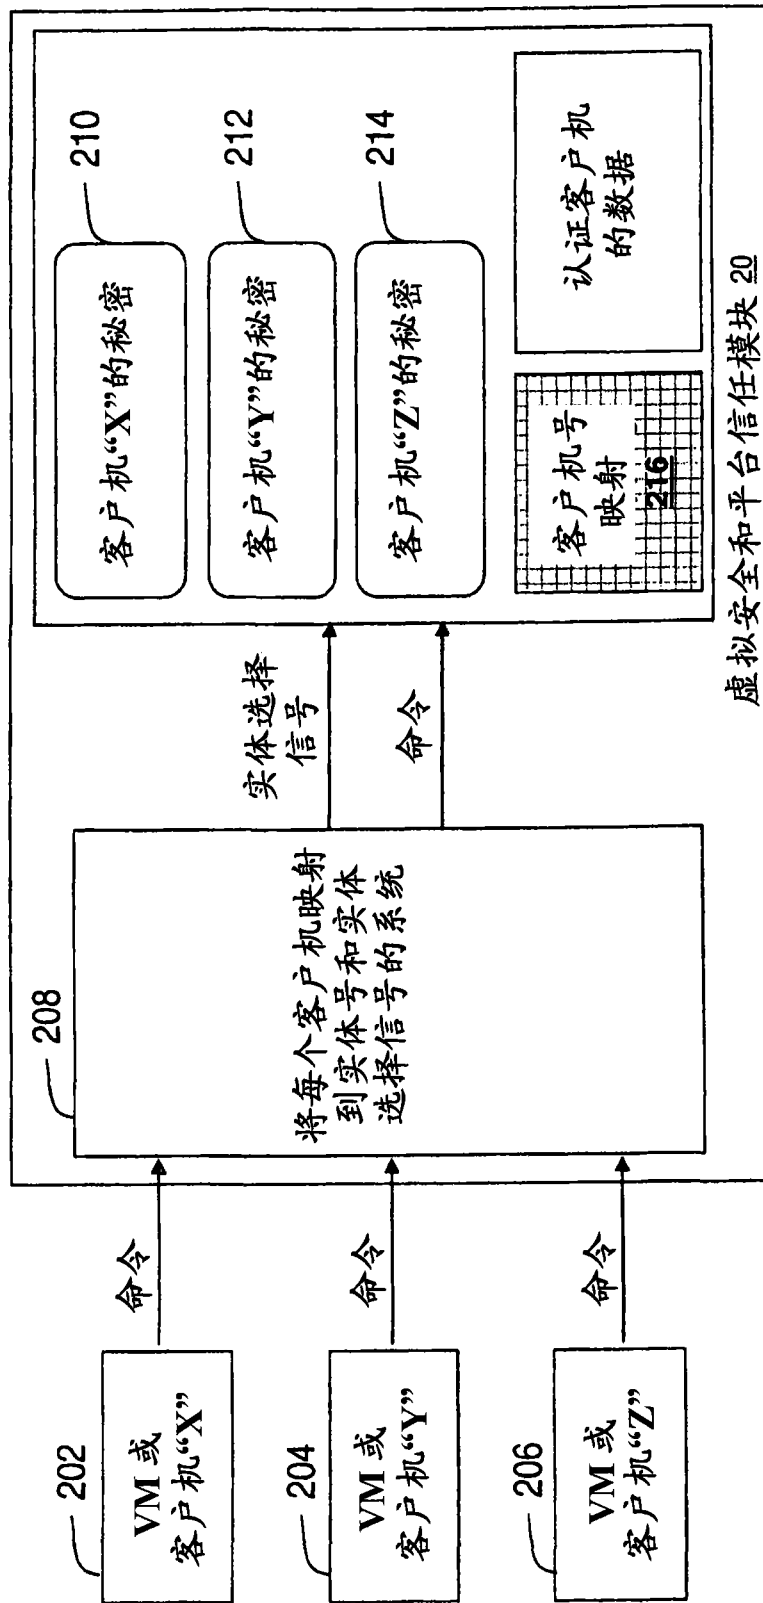 202
VM 或
客户机“X”
204
VM 或
客户机“Y”
206
VM 或
客户机“Z”
命令
命令
命令
208
将每个客户机映射
到实体号和实体
选择信号的系统
实体选择
信号
命令
客户机“X”的秘密
210
客户机“Y”的秘密
212
客户机“Z”的秘密
214
客户机号
映射
216
认证客户机
的数据
虚拟安全和平台信任模块 20